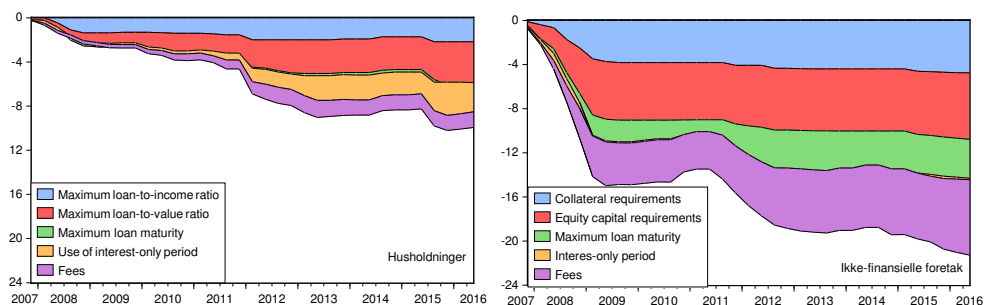 0
-4
-8
12
16
20
24
Maximum loan-to-income ratio
Maximum loan-to-value ratio
Maximum loan maturity
Use of interest-only period
Fees
Husholdninger
2007 2008 2009 2010 2011 2012 2013 2014 2015 2016
0
-4
-8
-12
-16
-20
-24
Collateral requirements
Equity capital requirements
Maximum loan maturity
Interes-only period
Fees
Ikke-finansielle foretak
2007 2008 2009 2010 2011 2012 2013 2014 2015 2016